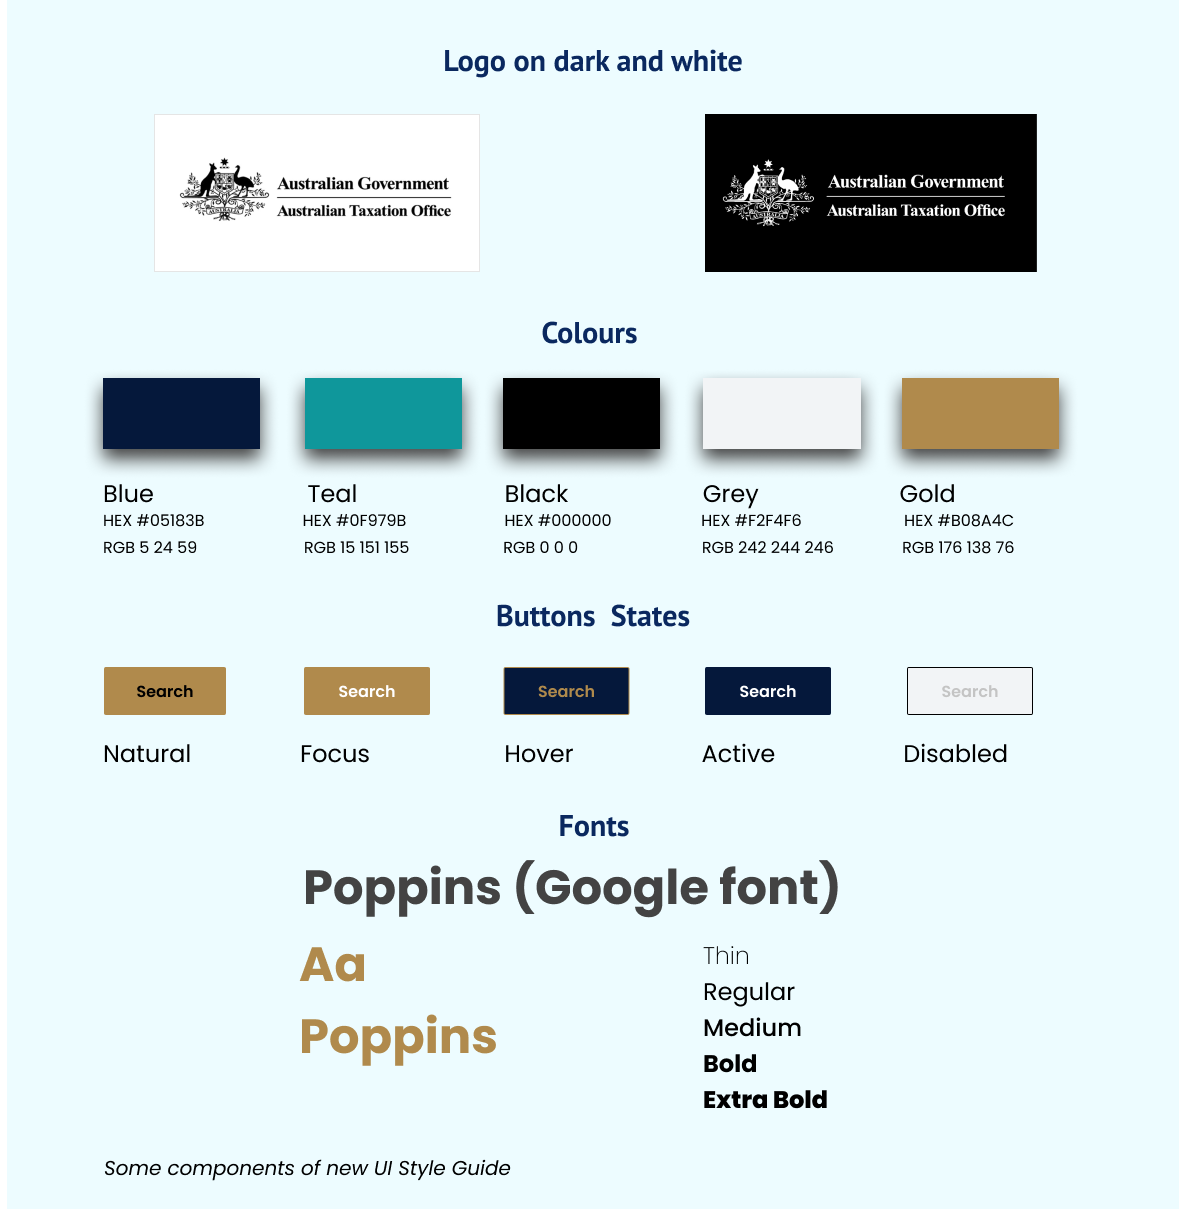 Logo on dark and white
Australian Government
Australian Taxation Office
AUSTRALIA
Australian Government
Australian Taxation Office
AUSTRALIA
Colours
Blue
HEX #05183B
RGB 5 24 59
Teal
HEX #0F979B
RGB 15 151 155
Black
HEX #000000
RGB 0 0 0
Grey
HEX #F2F4F6
RGB 242 244 246
Gold
HEX #B08A4C
RGB 176 138 76
Buttons States
Search
Natural
Search
Focus
Search
Hover
Search
Active
Search
Disabled
Fonts
Poppins (Google font)
Aa
Poppins
Thin
Regular
Medium
Bold
Extra Bold
Some components of new UI Style Guide